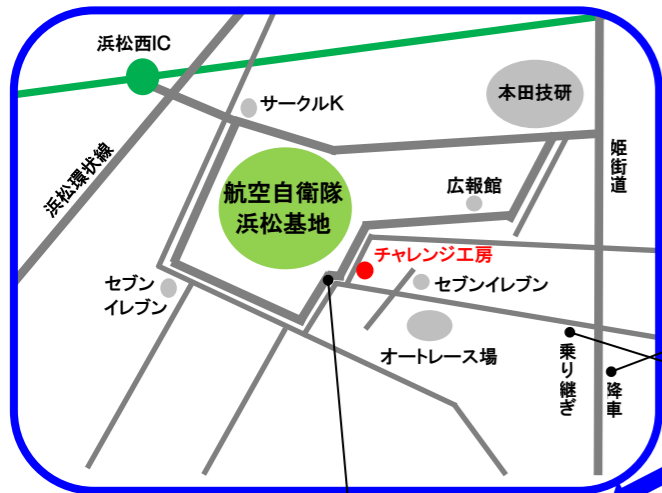 浜松西IC
サークルK
本田技研
浜松環状線
姫街道
航空自衛隊
浜松基地
広報館
チャレンジ工房
セブン
イレブン
セブンイレブン
オートレース場
乗り継ぎ
降車